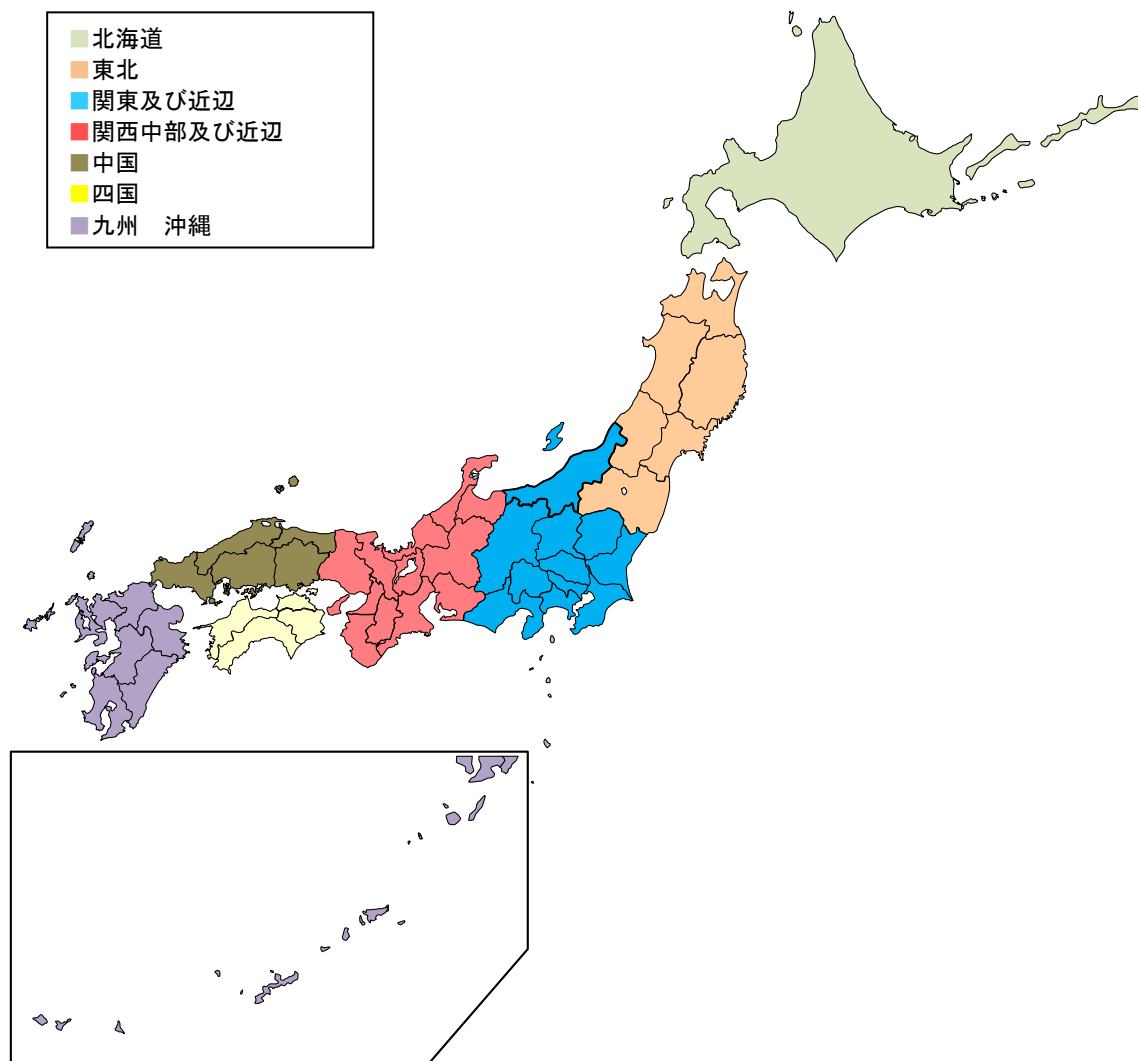 北海道
東北
関東及び近辺
関西中部及び近辺
中国
四国
九州　沖縄